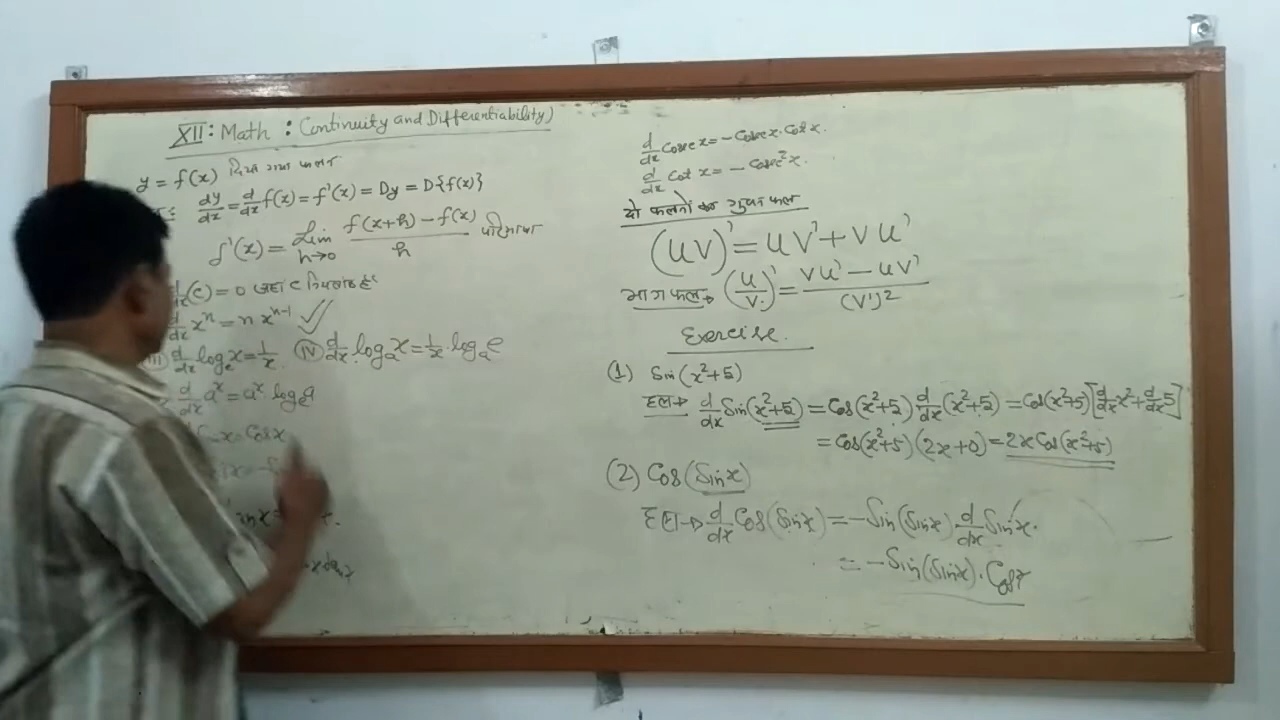 XII: Math : Continuity and Differentiability)
y = f(x) दिया गया फलन
dy/dx = d/dx f(x) = f'(x) = Dy = D{f(x)}
f'(x) = Lim h→0 f(x+h) − f(x) / h परिभाषा
d/dx (c) = 0 जहां c नियतांक है
d/dx xⁿ = n xⁿ⁻¹ ✓
(III) d/dx logₑx = 1/x. (IV) d/dx logₐx = 1/x · logₐe
d/dx aˣ = aˣ logₑa
x = Cos x
d/dx Cosec x = − Cosec x. Cot x.
d/dx Cot x = − Cosec² x.
दो फलनों का गुणन फल
(uv)' = uv' + vu'
भाग फल→ (u/v)' = vu' − uv' / (v')²
Exercise.
(1) Sin(x²+5)
हल→ d/dx Sin(x²+5) = Cos(x²+5) d/dx (x²+5) = Cos(x²+5)[d/dx x² + d/dx 5]
= Cos(x²+5)(2x+0) = 2x Cos(x²+5)
(2) Cos(Sin x)
हल→ d/dx Cos(Sin x) = −Sin(Sin x) d/dx Sin x.
= −Sin(Sin x). Cos x